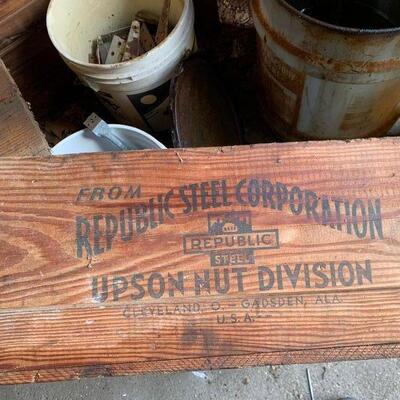 FROM
REPUBLIC STEEL CORPORATION
REPUBLIC
STEEL
UPSON NUT DIVISION
CLEVELAND, O. - GADSDEN, ALA.
U.S.A.